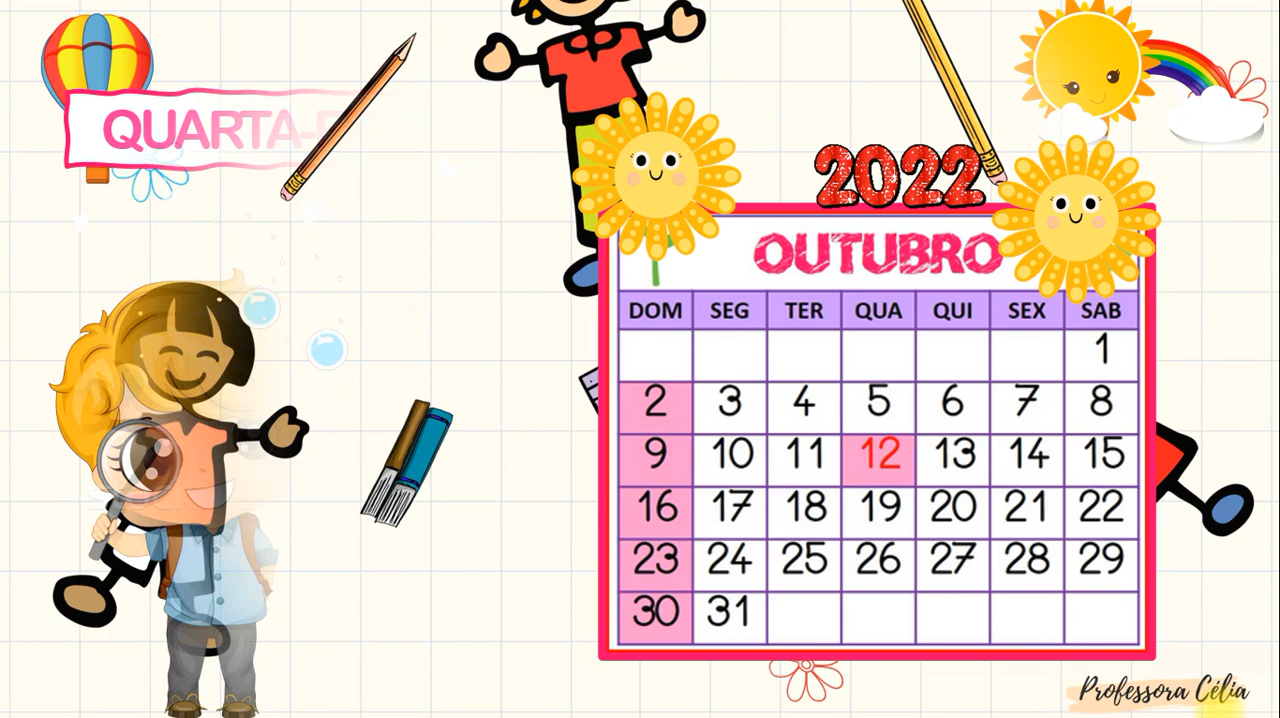 QUARTA-F
2022
OUTUBRO
DOM SEG TER QUA QUI SEX SAB
1
2 3 4 5 6 7 8
9 10 11 12 13 14 15
16 17 18 19 20 21 22
23 24 25 26 27 28 29
30 31
Professora Célia